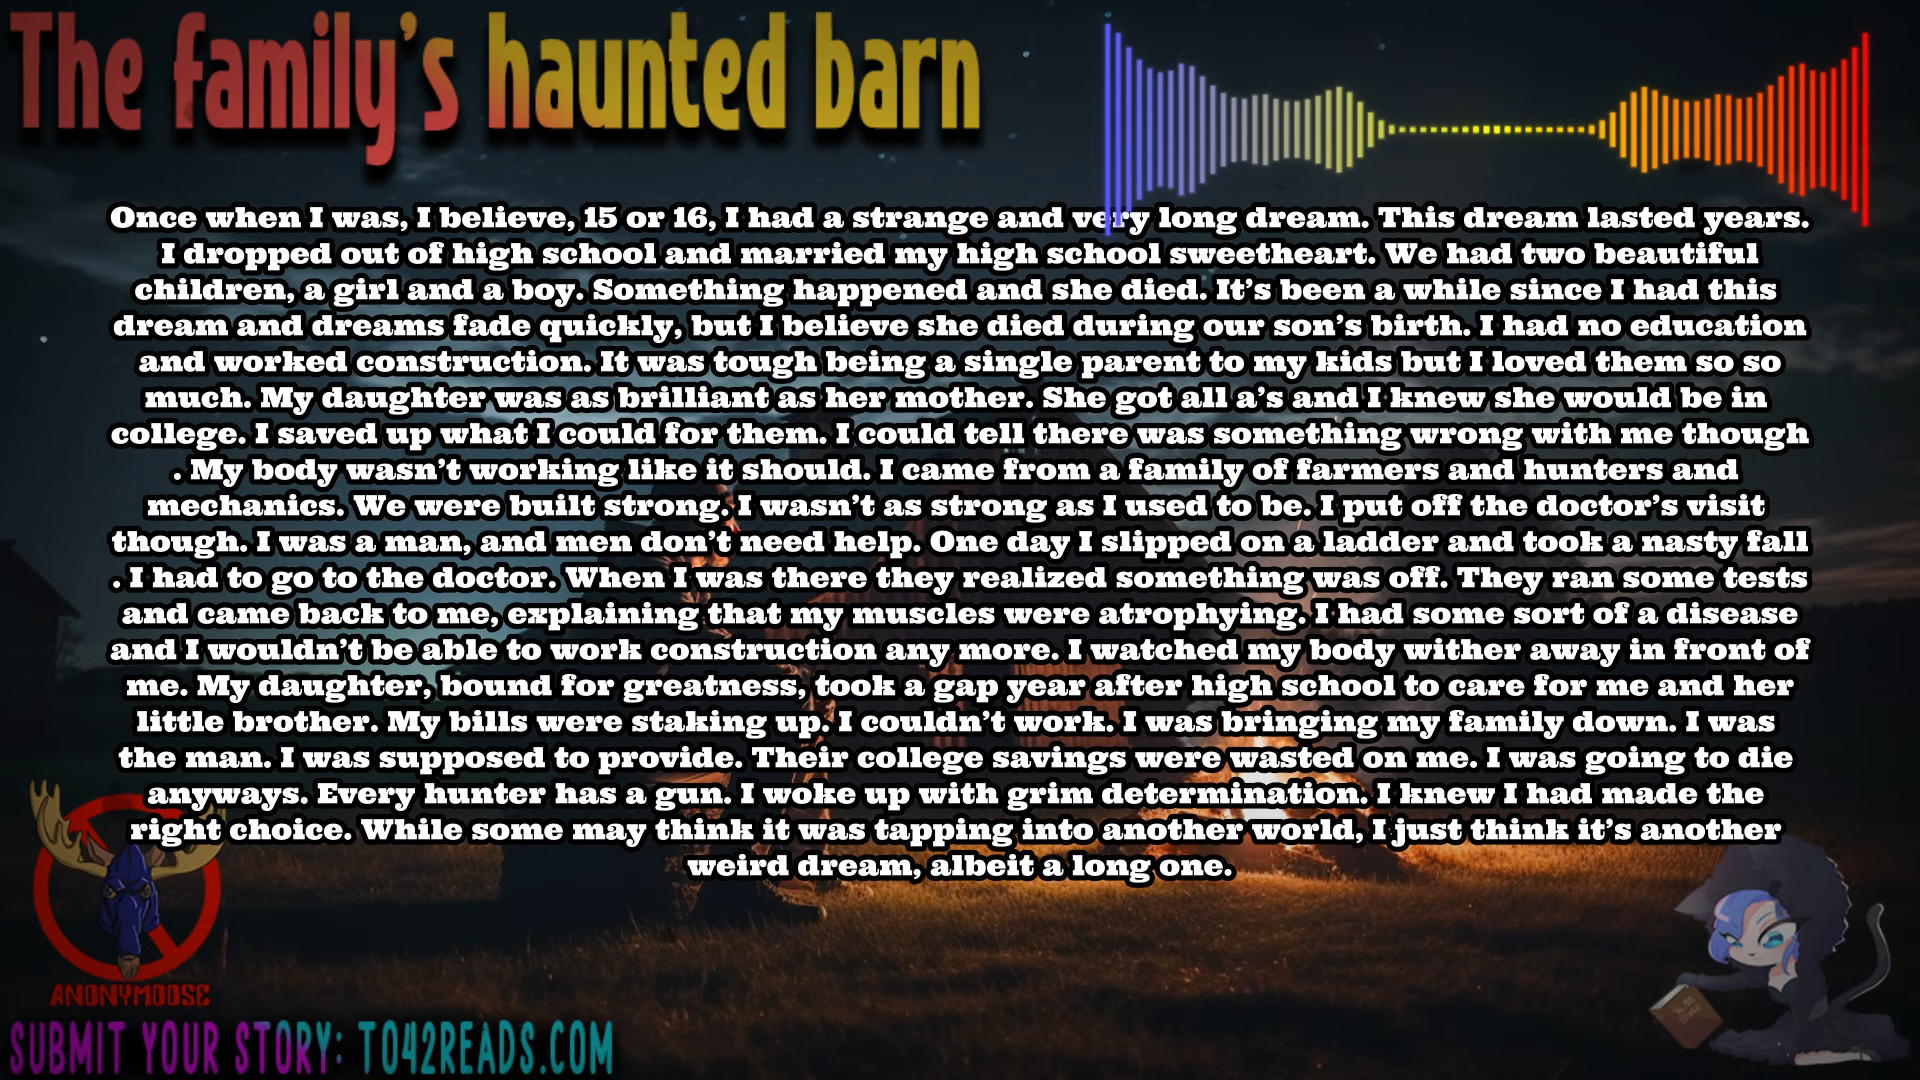 The family's haunted barn
Once when I was, I believe, 15 or 16, I had a strange and very long dream. This dream lasted years.
I dropped out of high school and married my high school sweetheart. We had two beautiful
children, a girl and a boy. Something happened and she died. It's been a while since I had this
dream and dreams fade quickly, but I believe she died during our son's birth. I had no education
and worked construction. It was tough being a single parent to my kids but I loved them so so
much. My daughter was as brilliant as her mother. She got all a's and I knew she would be in
college. I saved up what I could for them. I could tell there was something wrong with me though
. My body wasn't working like it should. I came from a family of farmers and hunters and
mechanics. We were built strong. I wasn't as strong as I used to be. I put off the doctor's visit
though. I was a man, and men don't need help. One day I slipped on a ladder and took a nasty fall
. I had to go to the doctor. When I was there they realized something was off. They ran some tests
and came back to me, explaining that my muscles were atrophying. I had some sort of a disease
and I wouldn't be able to work construction any more. I watched my body wither away in front of
me. My daughter, bound for greatness, took a gap year after high school to care for me and her
little brother. My bills were staking up. I couldn't work. I was bringing my family down. I was
the man. I was supposed to provide. Their college savings were wasted on me. I was going to die
anyways. Every hunter has a gun. I woke up with grim determination. I knew I had made the
right choice. While some may think it was tapping into another world, I just think it's another
weird dream, albeit a long one.
ANONYMOOSE
SUBMIT YOUR STORY: TO42READS.COM